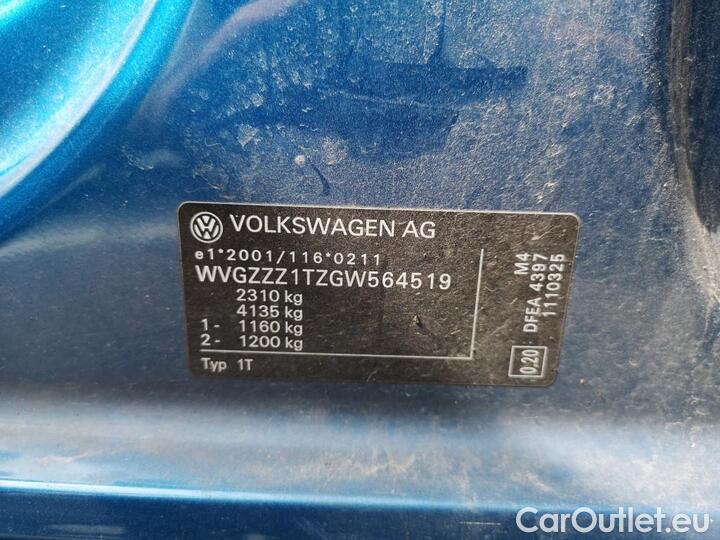 VOLKSWAGEN AG
e1*2001/116*0211
WVGZZZ1TZGW564519
2310 kg
4135 kg
1- 1160 kg
2- 1200 kg
Typ 1T
M4
DFEA 4397
1110325
0.20
CarOutlet.eu